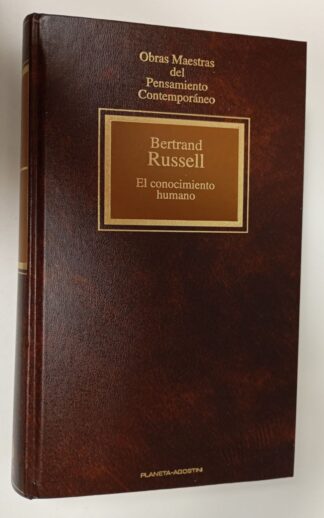 Obras Maestras
del
Pensamiento
Contemporáneo
Bertrand
Russell
El conocimiento
humano
PLANETA-AGOSTINI